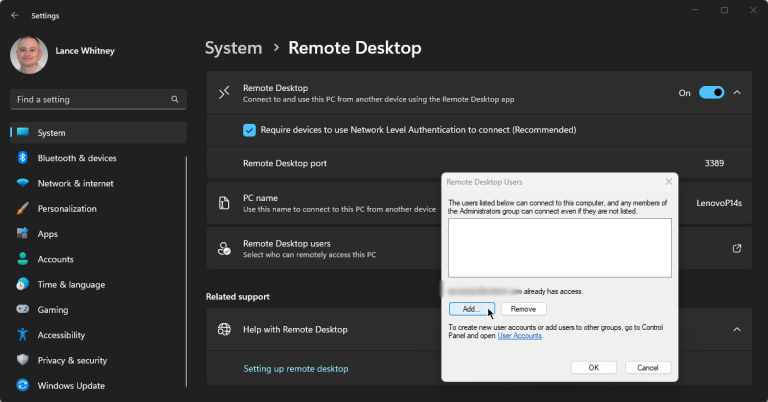 Settings
Lance Whitney
Find a setting
System
Bluetooth & devices
Network & internet
Personalization
Apps
Accounts
Time & language
Gaming
Accessibility
Privacy & security
Windows Update
System > Remote Desktop
Remote Desktop
Connect to and use this PC from another device using the Remote Desktop app
On
Require devices to use Network Level Authentication to connect (Recommended)
Remote Desktop port
3389
PC name
Use this name to connect to this PC from another device
LenovoP14s
Remote Desktop users
Select who can remotely access this PC
Related support
Help with Remote Desktop
Setting up remote desktop
Remote Desktop Users
The users listed below can connect to this computer, and any members of
the Administrators group can connect even if they are not listed.
already has access.
Add...
Remove
To create new user accounts or add users to other groups, go to Control
Panel and open User Accounts.
OK
Cancel